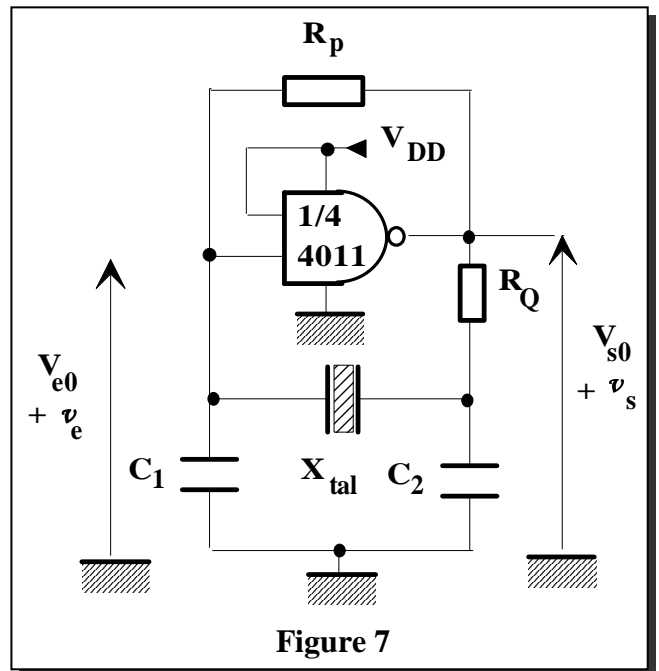 Rp
VDD
1/4
4011
RQ
Ve0
+ ve
Vs0
+ vs
C1
Xtal
C2
Figure 7